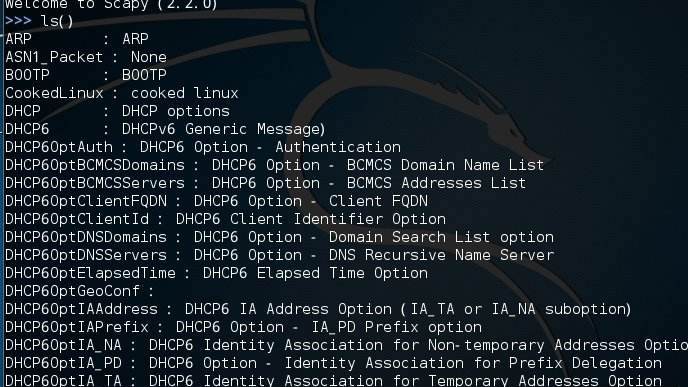 Welcome to Scapy (2.2.0)
>>> ls()
ARP : ARP
ASN1_Packet : None
BOOTP : BOOTP
CookedLinux : cooked linux
DHCP : DHCP options
DHCP6 : DHCPv6 Generic Message)
DHCP6OptAuth : DHCP6 Option - Authentication
DHCP6OptBCMCSDomains : DHCP6 Option - BCMCS Domain Name List
DHCP6OptBCMCSServers : DHCP6 Option - BCMCS Addresses List
DHCP6OptClientFQDN : DHCP6 Option - Client FQDN
DHCP6OptClientId : DHCP6 Client Identifier Option
DHCP6OptDNSDomains : DHCP6 Option - Domain Search List option
DHCP6OptDNSServers : DHCP6 Option - DNS Recursive Name Server
DHCP6OptElapsedTime : DHCP6 Elapsed Time Option
DHCP6OptGeoConf :
DHCP6OptIAAddress : DHCP6 IA Address Option (IA_TA or IA_NA suboption)
DHCP6OptIAPrefix : DHCP6 Option - IA_PD Prefix option
DHCP6OptIA_NA : DHCP6 Identity Association for Non-temporary Addresses Optio
DHCP6OptIA_PD : DHCP6 Option - Identity Association for Prefix Delegation
DHCP6OptIA_TA : DHCP6 Identity Association for Temporary Addresses Option